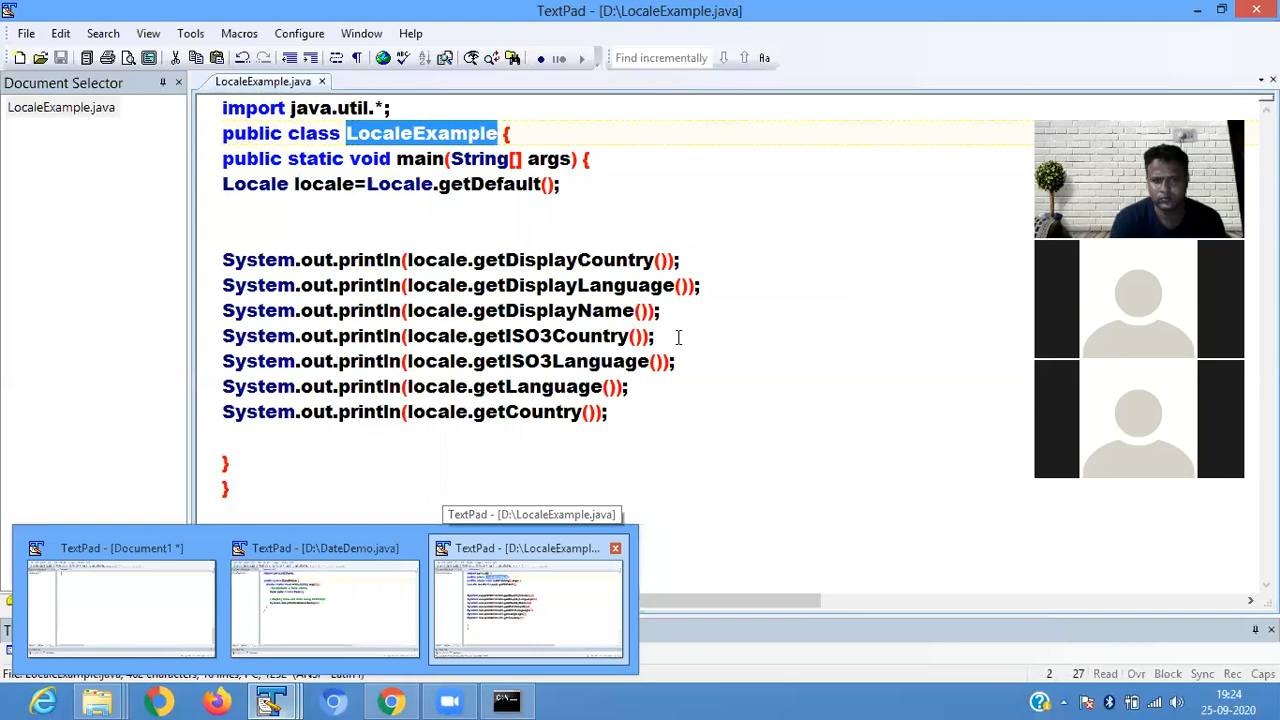 TextPad - [D:\LocaleExample.java]
File Edit Search View Tools Macros Configure Window Help
Find incrementally
Document Selector
LocaleExample.java
LocaleExample.java
import java.util.*;
public class LocaleExample {
public static void main(String[] args) {
Locale locale=Locale.getDefault();
System.out.println(locale.getDisplayCountry());
System.out.println(locale.getDisplayLanguage());
System.out.println(locale.getDisplayName());
System.out.println(locale.getISO3Country());
System.out.println(locale.getISO3Language());
System.out.println(locale.getLanguage());
System.out.println(locale.getCountry());
}
}
TextPad - [D:\LocaleExample.java]
TextPad - [Document1 *]
TextPad - [D:\DateDemo.java]
TextPad - [D:\LocaleExampl...
2 27 Read Ovr Block Sync Rec Caps
19:24
25-09-2020